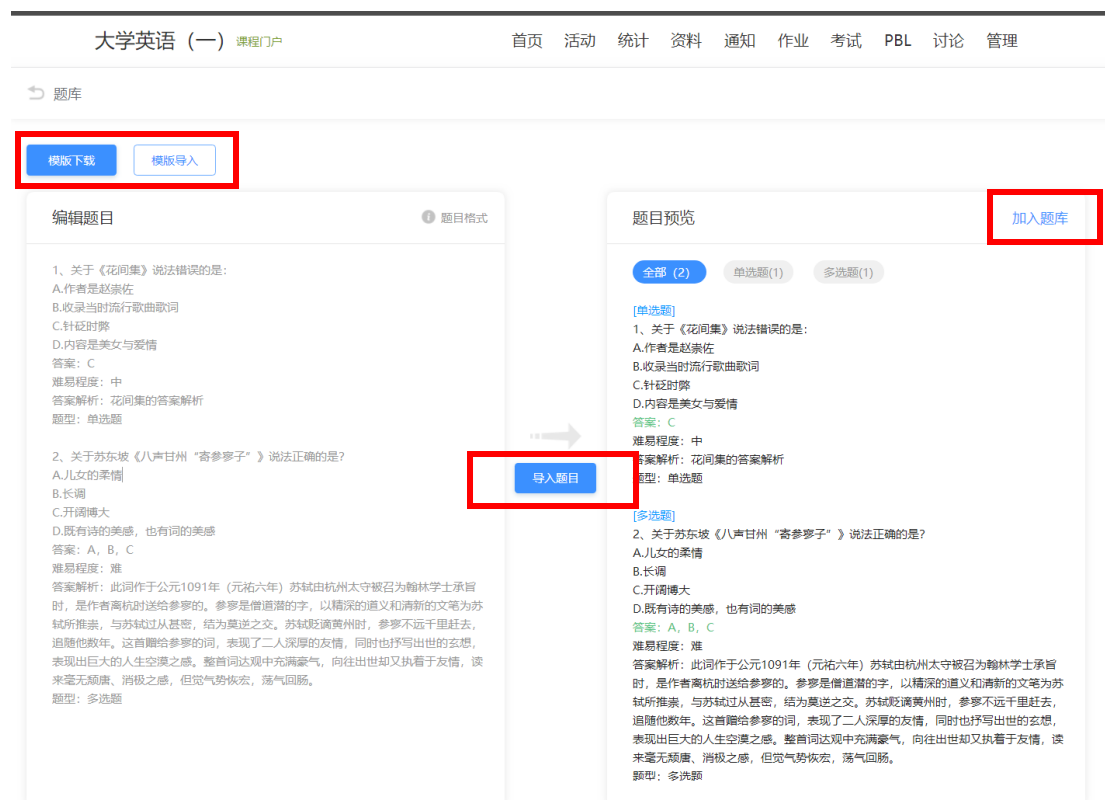 大学英语（一） 课程门户 首页 活动 统计 资料 通知 作业 考试 PBL 讨论 管理
题库
模版下载 模版导入
编辑题目 题目格式
1、关于《花间集》说法错误的是：
A.作者是赵崇佐
B.收录当时流行歌曲歌词
C.针砭时弊
D.内容是美女与爱情
答案：C
难易程度：中
答案解析：花间集的答案解析
题型：单选题
2、关于苏东坡《八声甘州“寄参寥子”》说法正确的是?
A.儿女的柔情
B.长调
C.开阔博大
D.既有诗的美感，也有词的美感
答案：A，B，C
难易程度：难
答案解析：此词作于公元1091年（元祐六年）苏轼由杭州太守被召为翰林学士承旨
时，是作者离杭时送给参寥的。参寥是僧道潜的字，以精深的道义和清新的文笔为苏
轼所推崇，与苏轼过从甚密，结为莫逆之交。苏轼贬谪黄州时，参寥不远千里赶去，
追随他数年。这首赠给参寥的词，表现了二人深厚的友情，同时也抒写出世的玄想，
表现出巨大的人生空漠之感。整首词达观中充满豪气，向往出世却又执着于友情，读
来毫无颓唐、消极之感，但觉气势恢宏，荡气回肠。
题型：多选题
导入题目
题目预览 加入题库
全部（2） 单选题(1) 多选题(1)
[单选题]
1、关于《花间集》说法错误的是：
A.作者是赵崇佐
B.收录当时流行歌曲歌词
C.针砭时弊
D.内容是美女与爱情
答案：C
难易程度：中
答案解析：花间集的答案解析
题型：单选题
[多选题]
2、关于苏东坡《八声甘州“寄参寥子”》说法正确的是?
A.儿女的柔情
B.长调
C.开阔博大
D.既有诗的美感，也有词的美感
答案：A，B，C
难易程度：难
答案解析：此词作于公元1091年（元祐六年）苏轼由杭州太守被召为翰林学士承旨
时，是作者离杭时送给参寥的。参寥是僧道潜的字，以精深的道义和清新的文笔为苏
轼所推崇，与苏轼过从甚密，结为莫逆之交。苏轼贬谪黄州时，参寥不远千里赶去，
追随他数年。这首赠给参寥的词，表现了二人深厚的友情，同时也抒写出世的玄想，
表现出巨大的人生空漠之感。整首词达观中充满豪气，向往出世却又执着于友情，读
来毫无颓唐、消极之感，但觉气势恢宏，荡气回肠。
题型：多选题